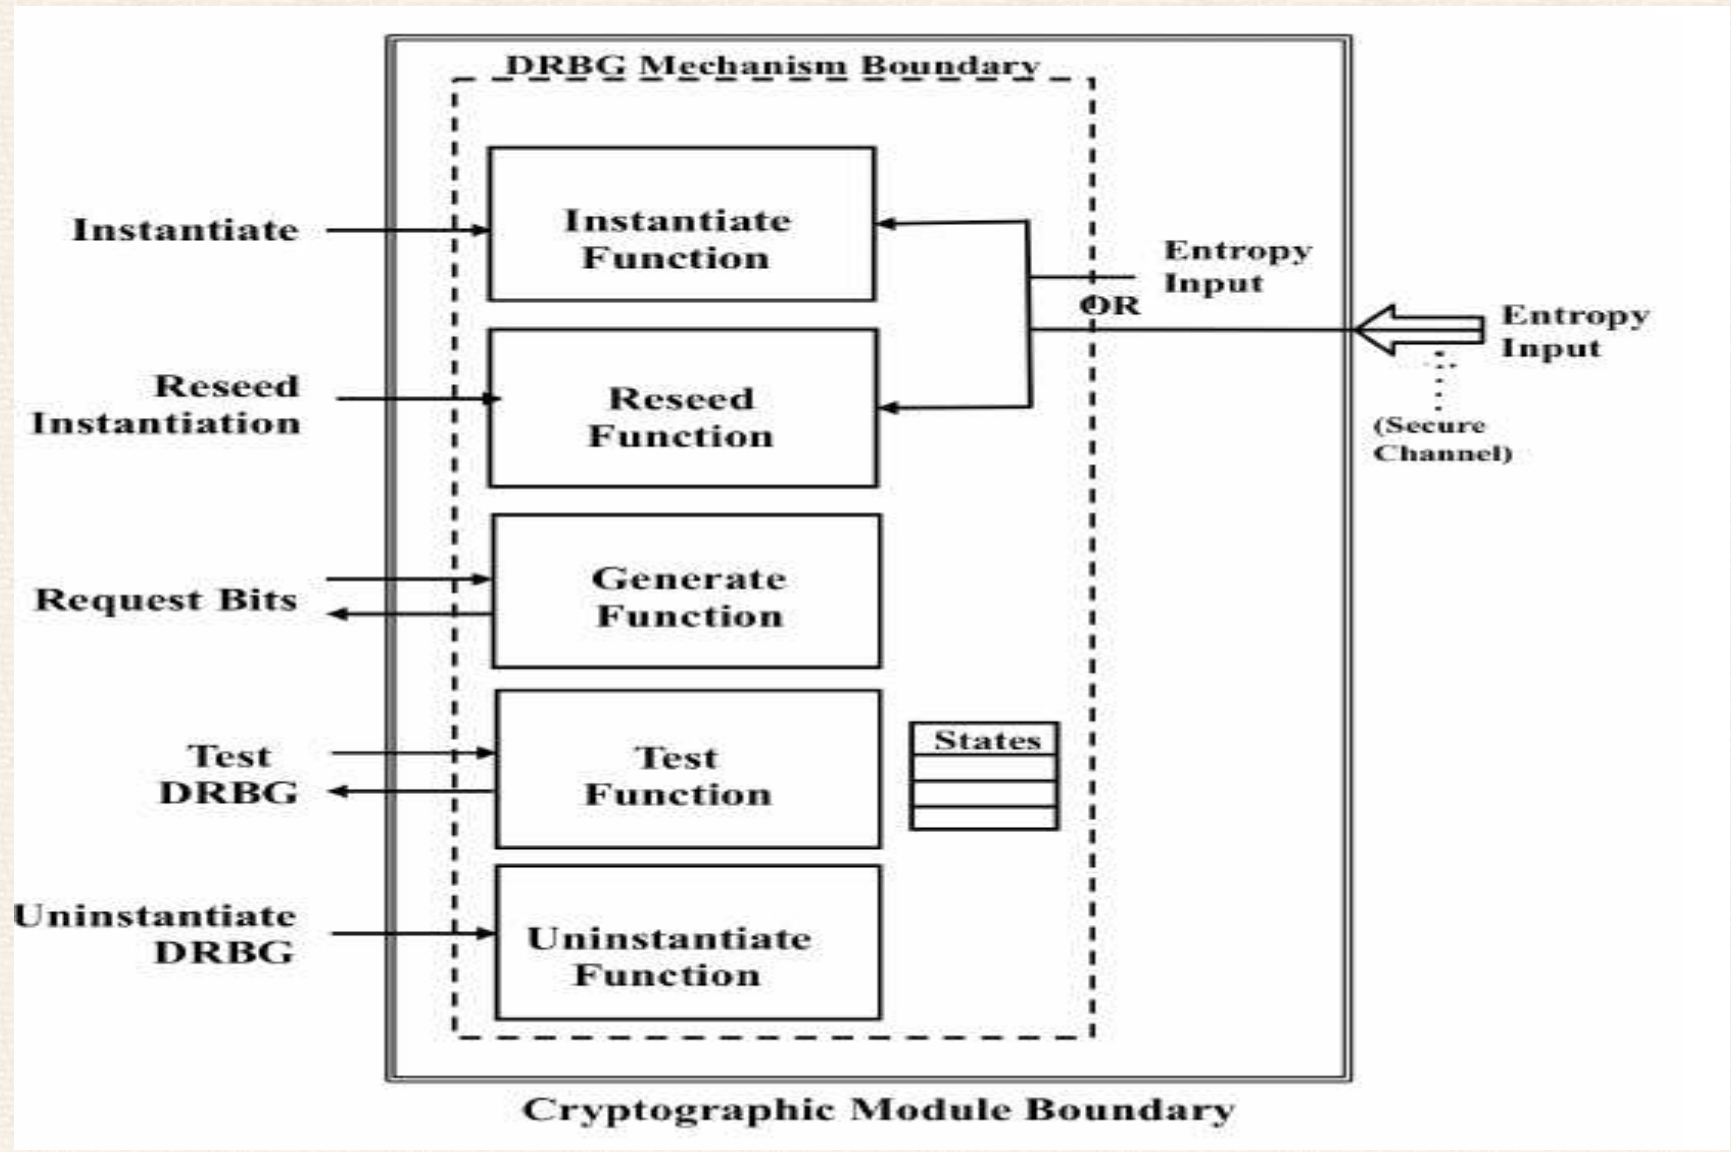 DRBG Mechanism Boundary
Instantiate
Instantiate
Function
Entropy
Input
OR
Entropy
Input
(Secure
Channel)
Reseed
Instantiation
Reseed
Function
Request Bits
Generate
Function
Test
DRBG
Test
Function
States
Uninstantiate
DRBG
Uninstantiate
Function
Cryptographic Module Boundary